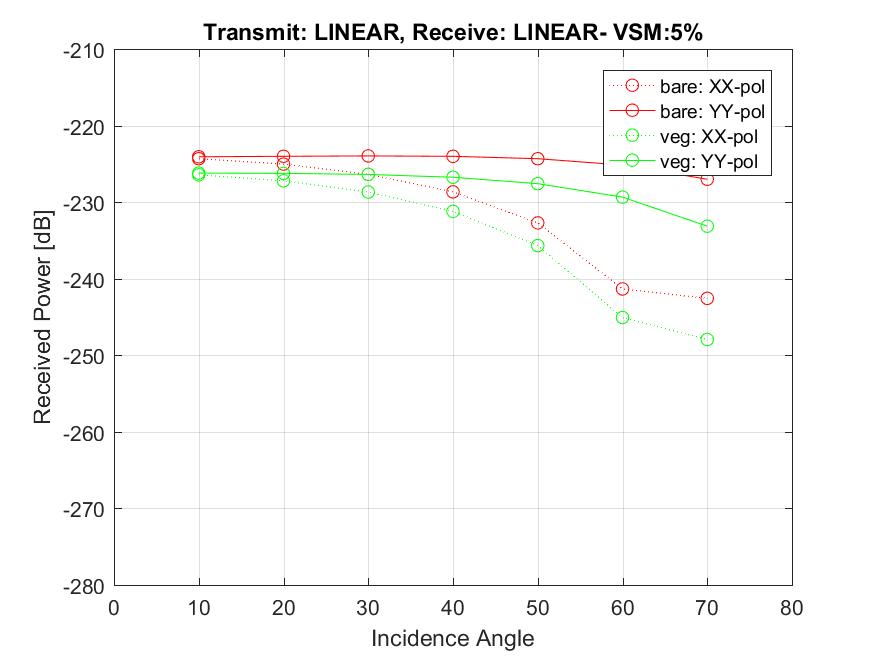 Transmit: LINEAR, Receive: LINEAR- VSM:5%
-210
-220
-230
-240
-250
-260
-270
-280
Received Power [dB]
bare: XX-pol
bare: YY-pol
veg: XX-pol
veg: YY-pol
0 10 20 30 40 50 60 70 80
Incidence Angle